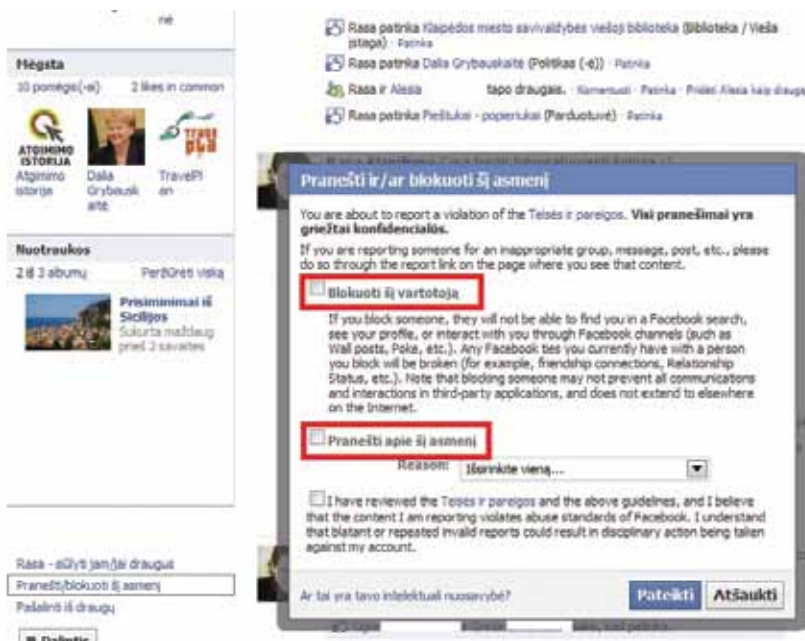 nė
Mėgsta
10 pomėgis(-ei) 2 likes in common
ATGIMIMO
ISTORIJA
Atgimimo
istorija
Dalia
Grybausk
aitė
TravelPl
an
Nuotraukos
2 iš 3 albumų Peržiūrėti viską
Prisiminimai iš
Sicilijos
Sukurta maždaug
prieš 2 savaites
Rasa - siūlyti jam/jai draugus
Pranešti/blokuoti šį asmenį
Pašalinti iš draugų
Dalintis
Rasa patinka Klaipėdos miesto savivaldybės viešoji biblioteka (Biblioteka / Vieša
įstaiga) · Patinka
Rasa patinka Dalia Grybauskaitė (Politikas (-ė)) · Patinka
Rasa ir Alesia tapo draugais. · Komentuoti · Patinka · Pridėti Alesia kaip draugę
Rasa patinka Pieštukai - popieriukai (Parduotuvė) · Patinka
Pranešti ir/ar blokuoti šį asmenį
You are about to report a violation of the Teisės ir pareigos. Visi pranešimai yra
griežtai konfidencialūs.
If you are reporting someone for an inappropriate group, message, post, etc., please
do so through the report link on the page where you see that content.
Blokuoti šį vartotoją
If you block someone, they will not be able to find you in a Facebook search,
see your profile, or interact with you through Facebook channels (such as
Wall posts, Poke, etc.). Any Facebook ties you currently have with a person
you block will be broken (for example, friendship connections, Relationship
Status, etc.). Note that blocking someone may not prevent all communications
and interactions in third-party applications, and does not extend to elsewhere
on the Internet.
Pranešti apie šį asmenį
Reason: Išsirinkite vieną...
I have reviewed the Teisės ir pareigos and the above guidelines, and I believe
that the content I am reporting violates abuse standards of Facebook. I understand
that blatant or repeated invalid reports could result in disciplinary action being taken
against my account.
Ar tai yra tavo intelektuali nuosavybė?
Pateikti Atšaukti